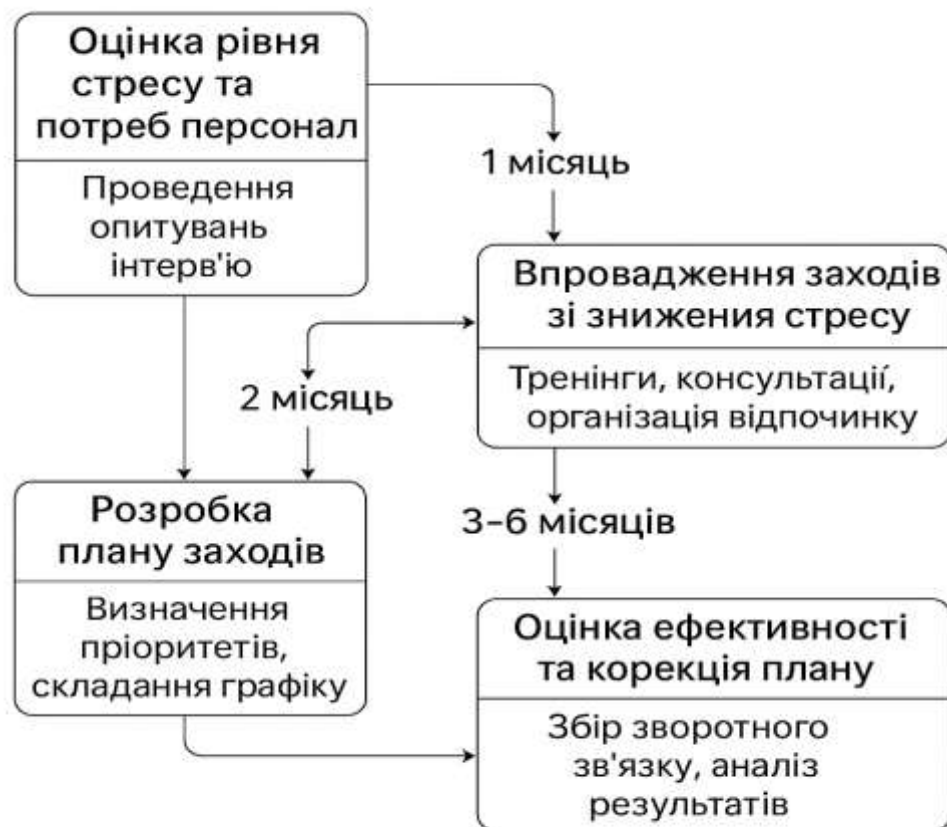 Оцінка рівня
стресу та
потреб персонал
Проведення
опитувань
інтерв'ю
1 місяць
Впровадження заходів
зі знижения стресу
Тренінги, консультації,
організація відпочинку
2 місяць
Розробка
плану заходів
Визначення
пріоритетів,
складання графіку
3–6 місяців
Оцінка ефективності
та корекція плану
Збір зворотного
зв'язку, аналіз
результатів